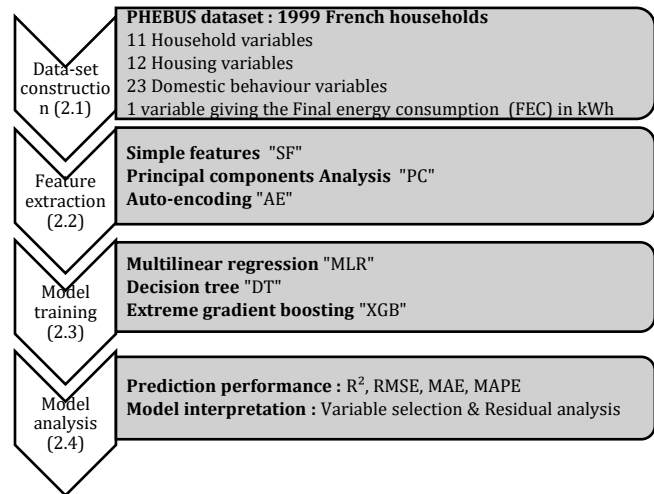 Data-set
constructio
n (2.1)
PHEBUS dataset : 1999 French households
11 Household variables
12 Housing variables
23 Domestic behaviour variables
1 variable giving the Final energy consumption (FEC) in kWh
Feature
extraction
(2.2)
Simple features "SF"
Principal components Analysis "PC"
Auto-encoding "AE"
Model
training
(2.3)
Multilinear regression "MLR"
Decision tree "DT"
Extreme gradient boosting "XGB"
Model
analysis
(2.4)
Prediction performance : R², RMSE, MAE, MAPE
Model interpretation : Variable selection & Residual analysis